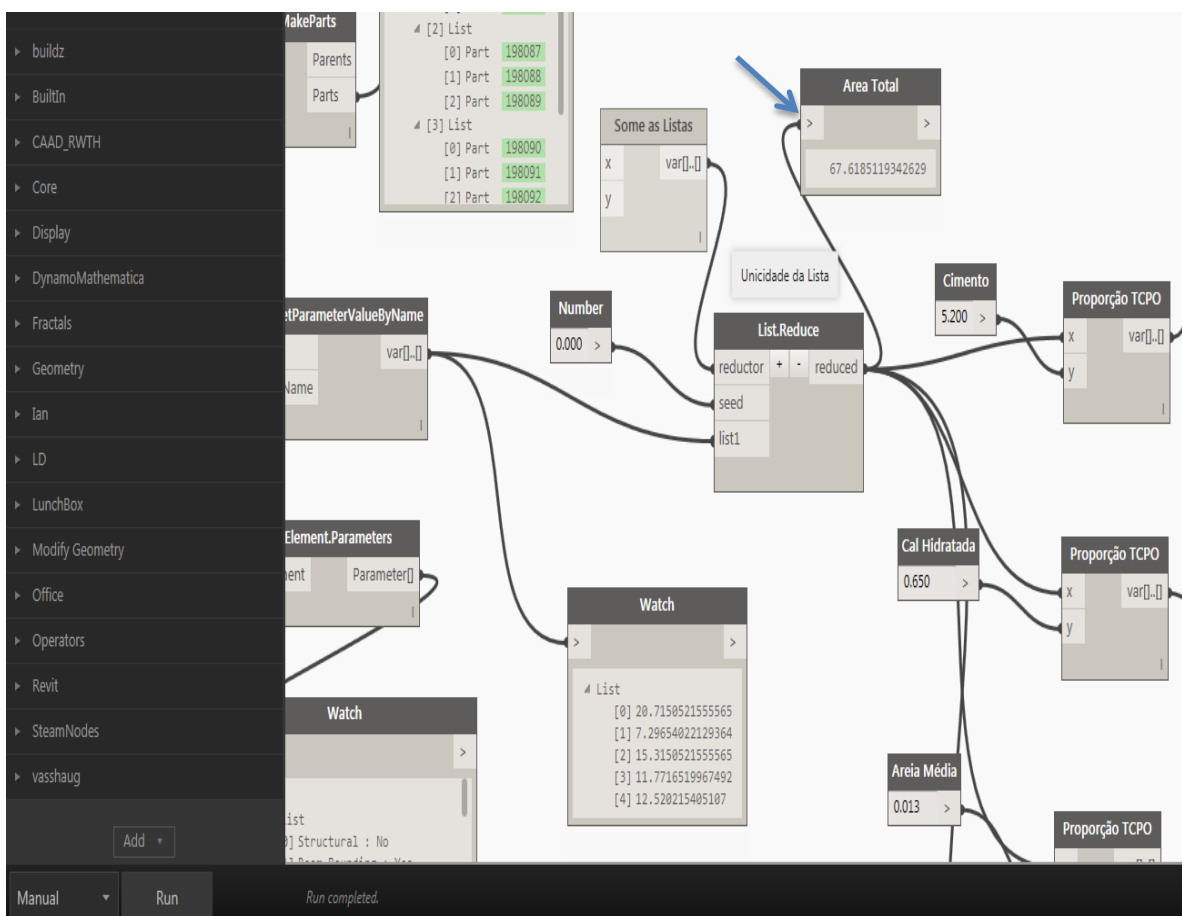 buildz
BuiltIn
CAAD_RWTH
Core
Display
DynamoMathematica
Fractals
Geometry
Ian
LD
LunchBox
Modify Geometry
Office
Operators
Revit
SteamNodes
vasshaug
Add
Manual
Run
Run completed.
MakeParts
Parents
Parts
[2] List
[0] Part 198087
[1] Part 198088
[2] Part 198089
[3] List
[0] Part 198090
[1] Part 198091
[2] Part 198092
Some as Listas
x var[]..[]
y
Area Total
> >
67.6185119342629
Unicidade da Lista
etParameterValueByName
var[]..[]
Name
Number
0.000 >
List.Reduce
reductor + - reduced
seed
list1
Cimento
5.200 >
Proporção TCPO
x var[]..[]
y
Element.Parameters
ment Parameter[]
Watch
> >
List
[0] 20.7150521555565
[1] 7.29654022129364
[2] 15.3150521555565
[3] 11.7716519967492
[4] 12.520215405107
Cal Hidratada
0.650 >
Proporção TCPO
x var[]..[]
y
Watch
>
ist
0] Structural : No
Areia Média
0.013 >
Proporção TCPO